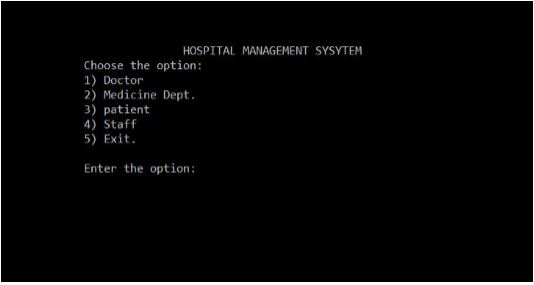 HOSPITAL MANAGEMENT SYSYTEM
Choose the option:
1) Doctor
2) Medicine Dept.
3) patient
4) Staff
5) Exit.
Enter the option: